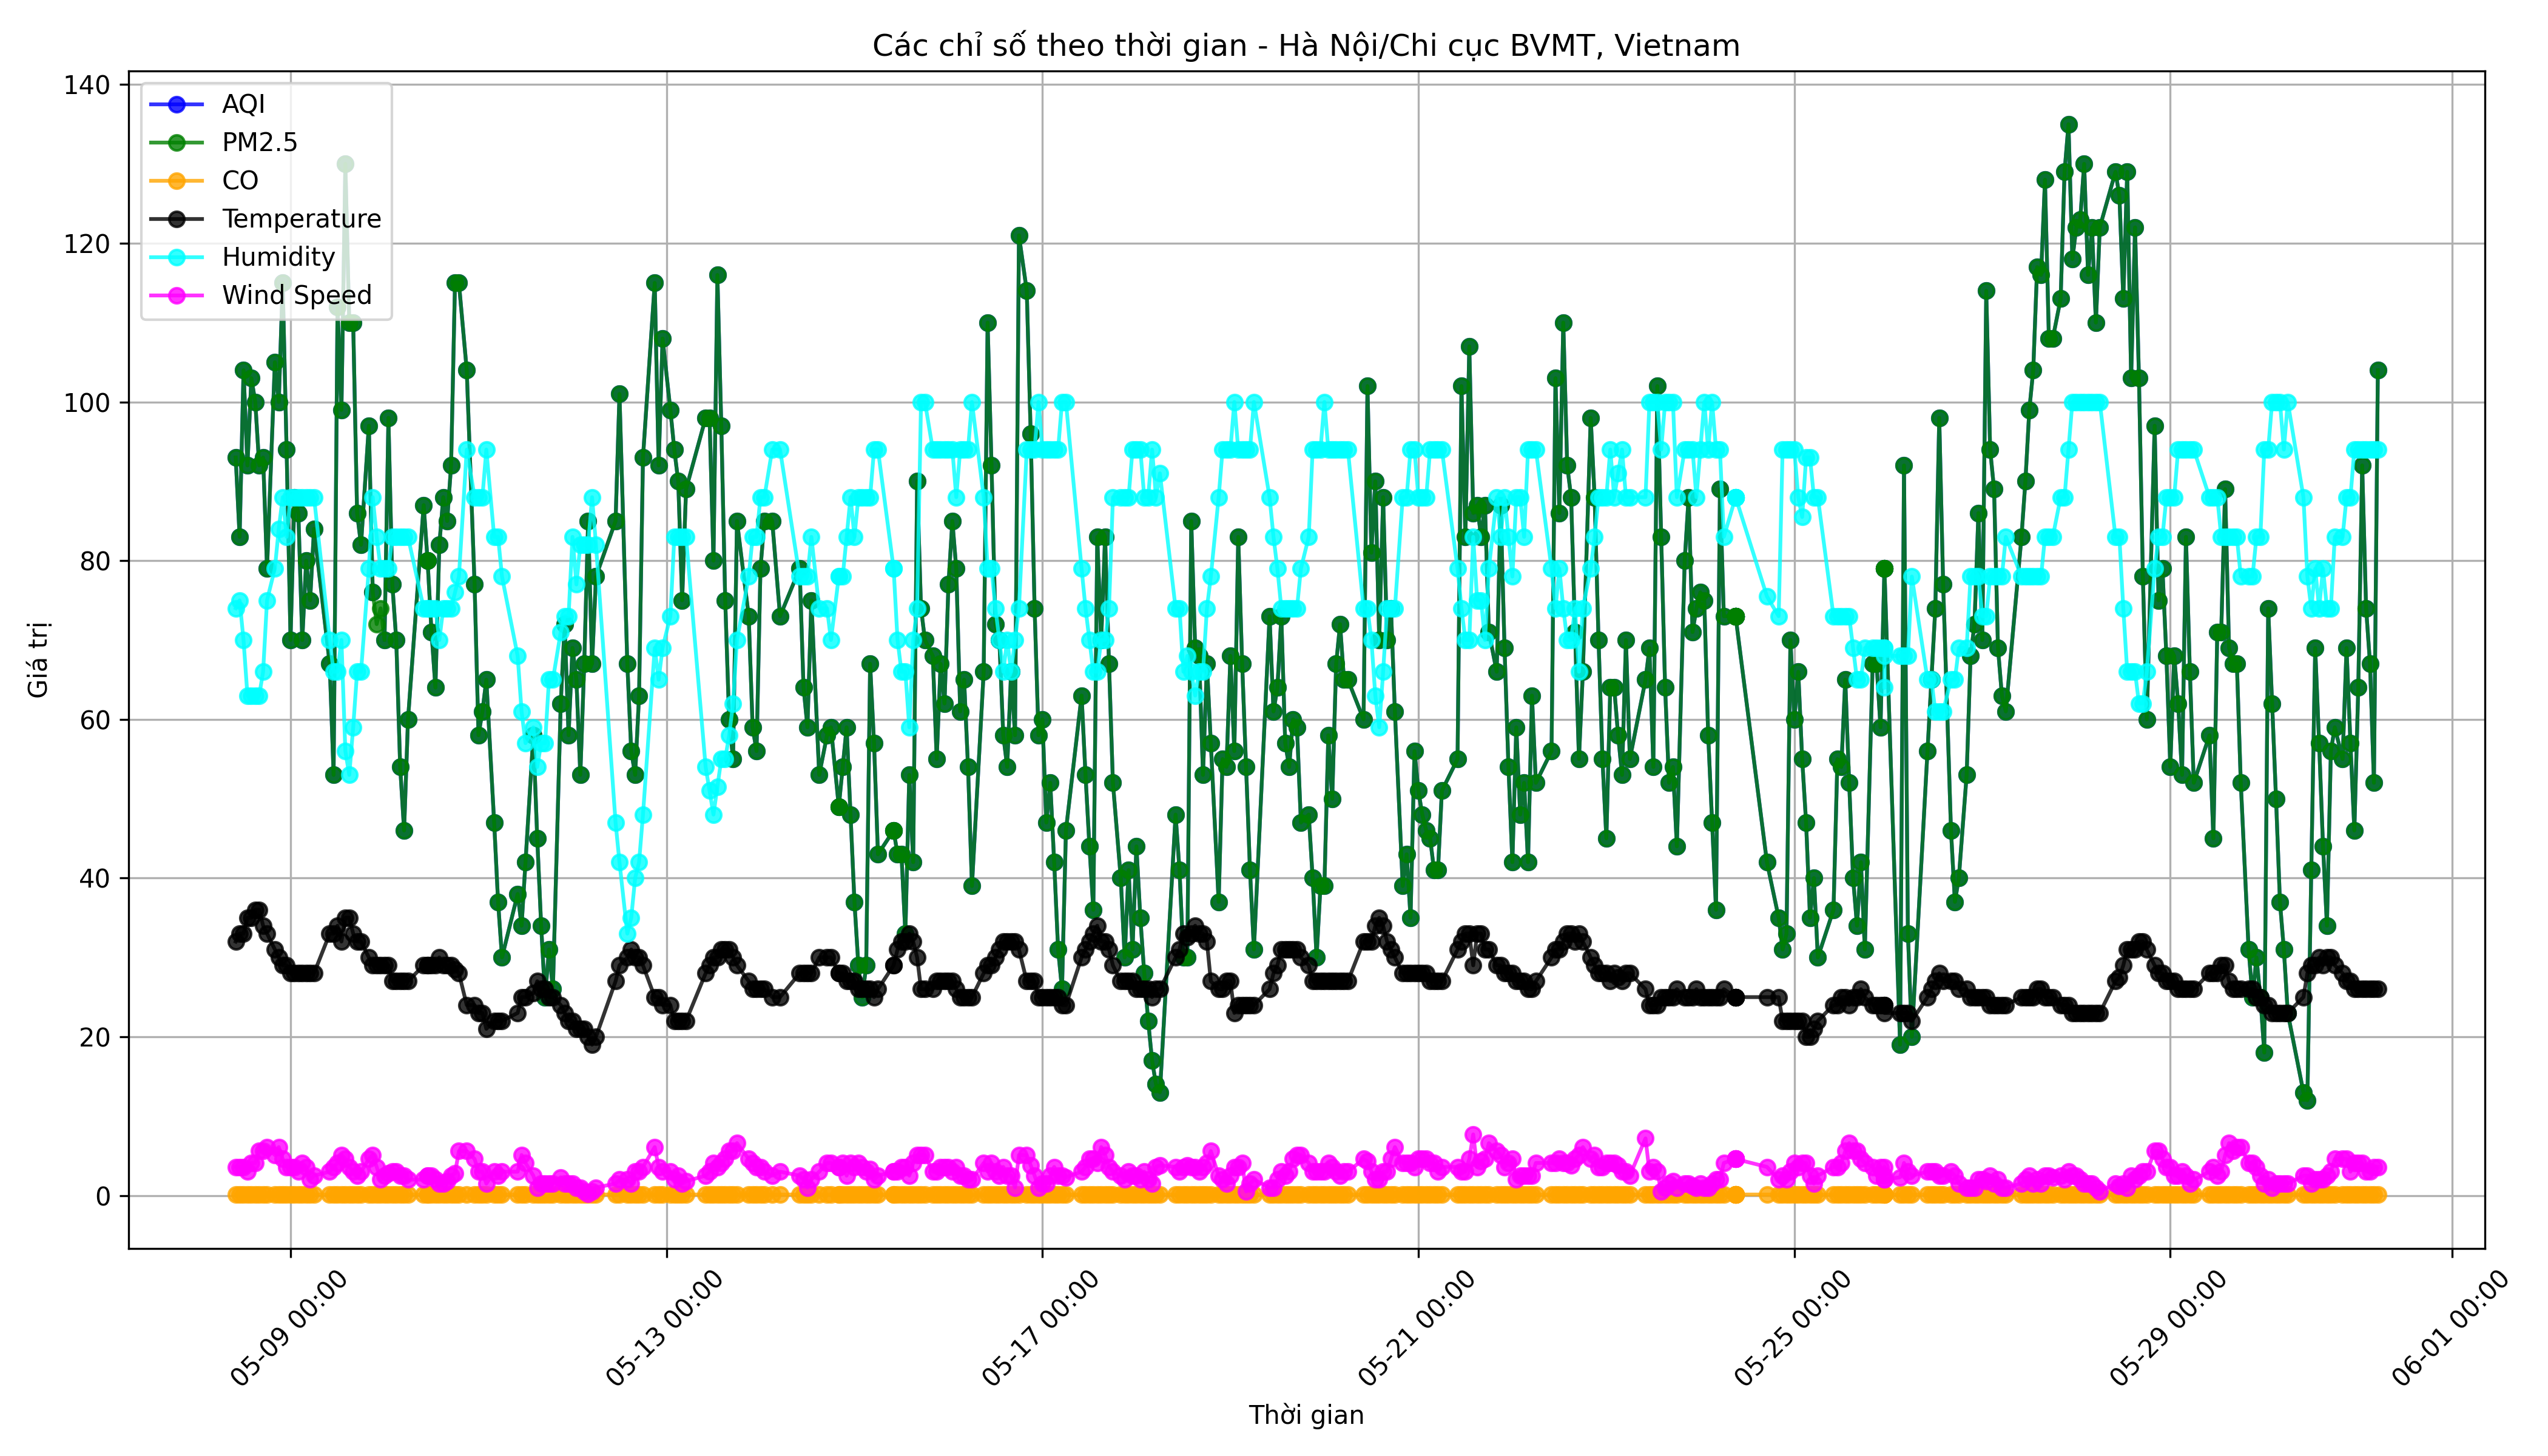 Các chỉ số theo thời gian - Hà Nội/Chi cục BVMT, Vietnam
140
120
100
80
60
40
20
0
Giá trị
AQI
PM2.5
CO
Temperature
Humidity
Wind Speed
05-09 00:00
05-13 00:00
05-17 00:00
05-21 00:00
05-25 00:00
05-29 00:00
06-01 00:00
Thời gian